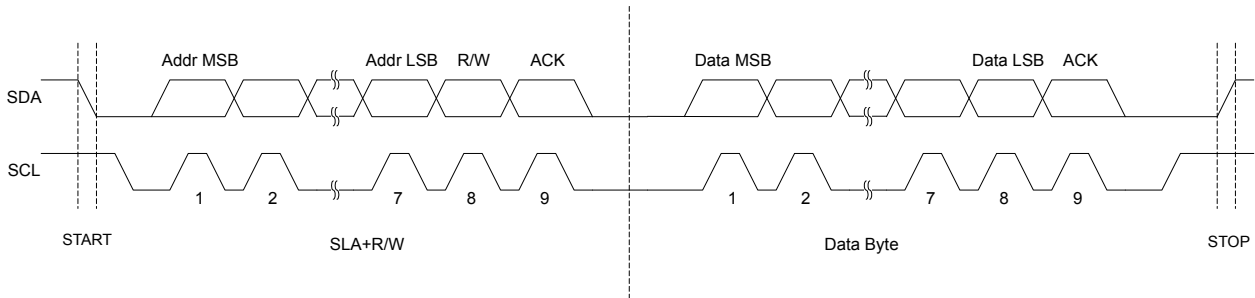 Addr MSB Addr LSB R/W ACK Data MSB Data LSB ACK
SDA
SCL
1 2 7 8 9 1 2 7 8 9
START SLA+R/W Data Byte STOP